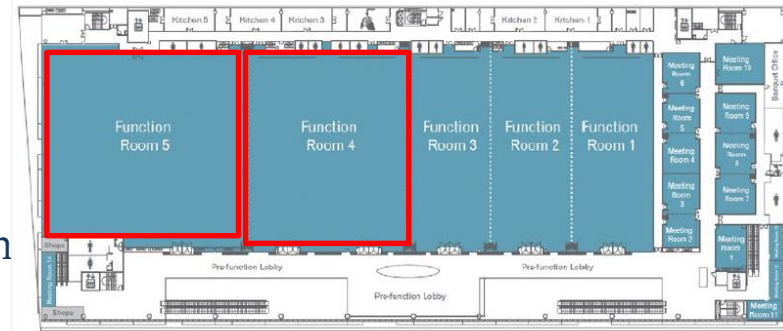 Kitchen 5
Kitchen 4
Kitchen 3
Kitchen 2
Kitchen 1
Banquet Office
Meeting
Room 6
Meeting
Room 10
Function
Room 5
Function
Room 4
Function
Room 3
Function
Room 2
Function
Room 1
Meeting
Room
5
Meeting
Room 9
Meeting
Room 4
Meeting
Room
8
Meeting
Room
3
Meeting
Room 7
Meeting
Room 2
Meeting
Room
1
n
Shops
Meeting Room 14
Shops
Pre-function Lobby
Pre-function Lobby
Pre-function Lobby
Meeting
Room 11